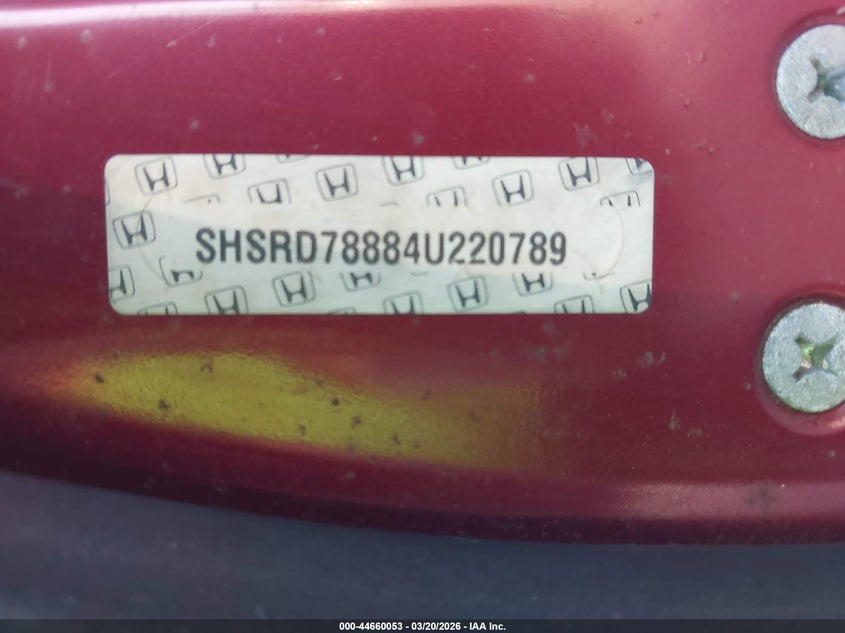 SHSRD78884U220789
000-44660053 — 03/20/2026 — IAA Inc.